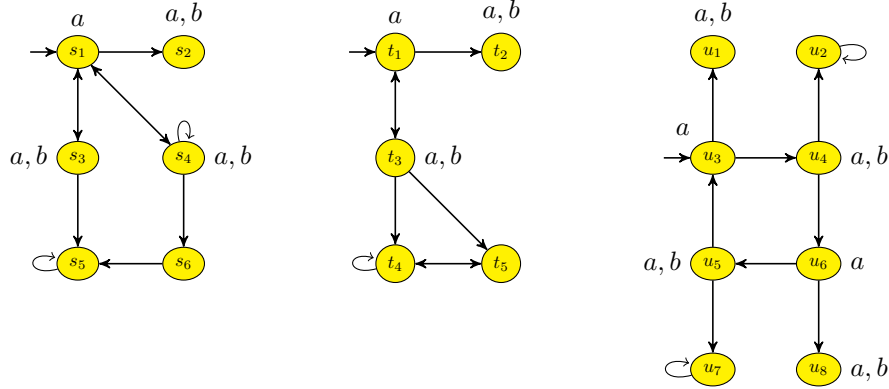 a a, b a a, b a, b
s1 s2 t1 t2 u1 u2
a
a, b s3 s4 a, b t3 a, b u3 u4 a, b
s5 s6 t4 t5 a, b u5 u6 a
u7 u8 a, b